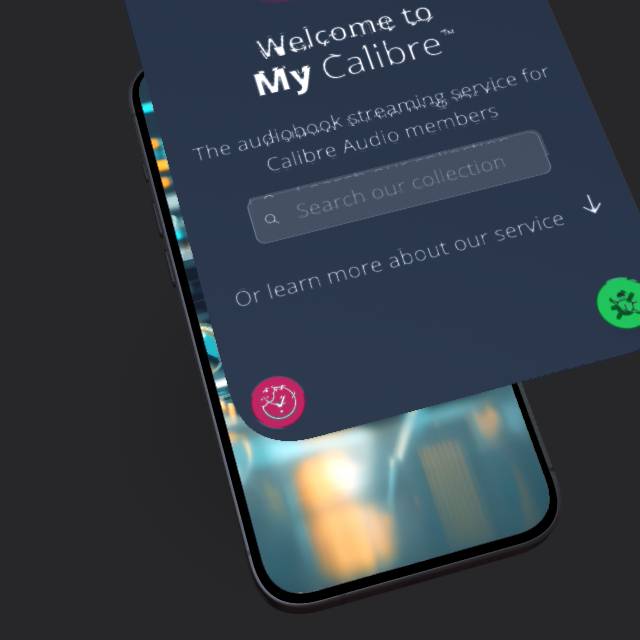 Welcome to
My Calibre™
The audiobook streaming service for
Calibre Audio members
Search our collection
Or learn more about our service